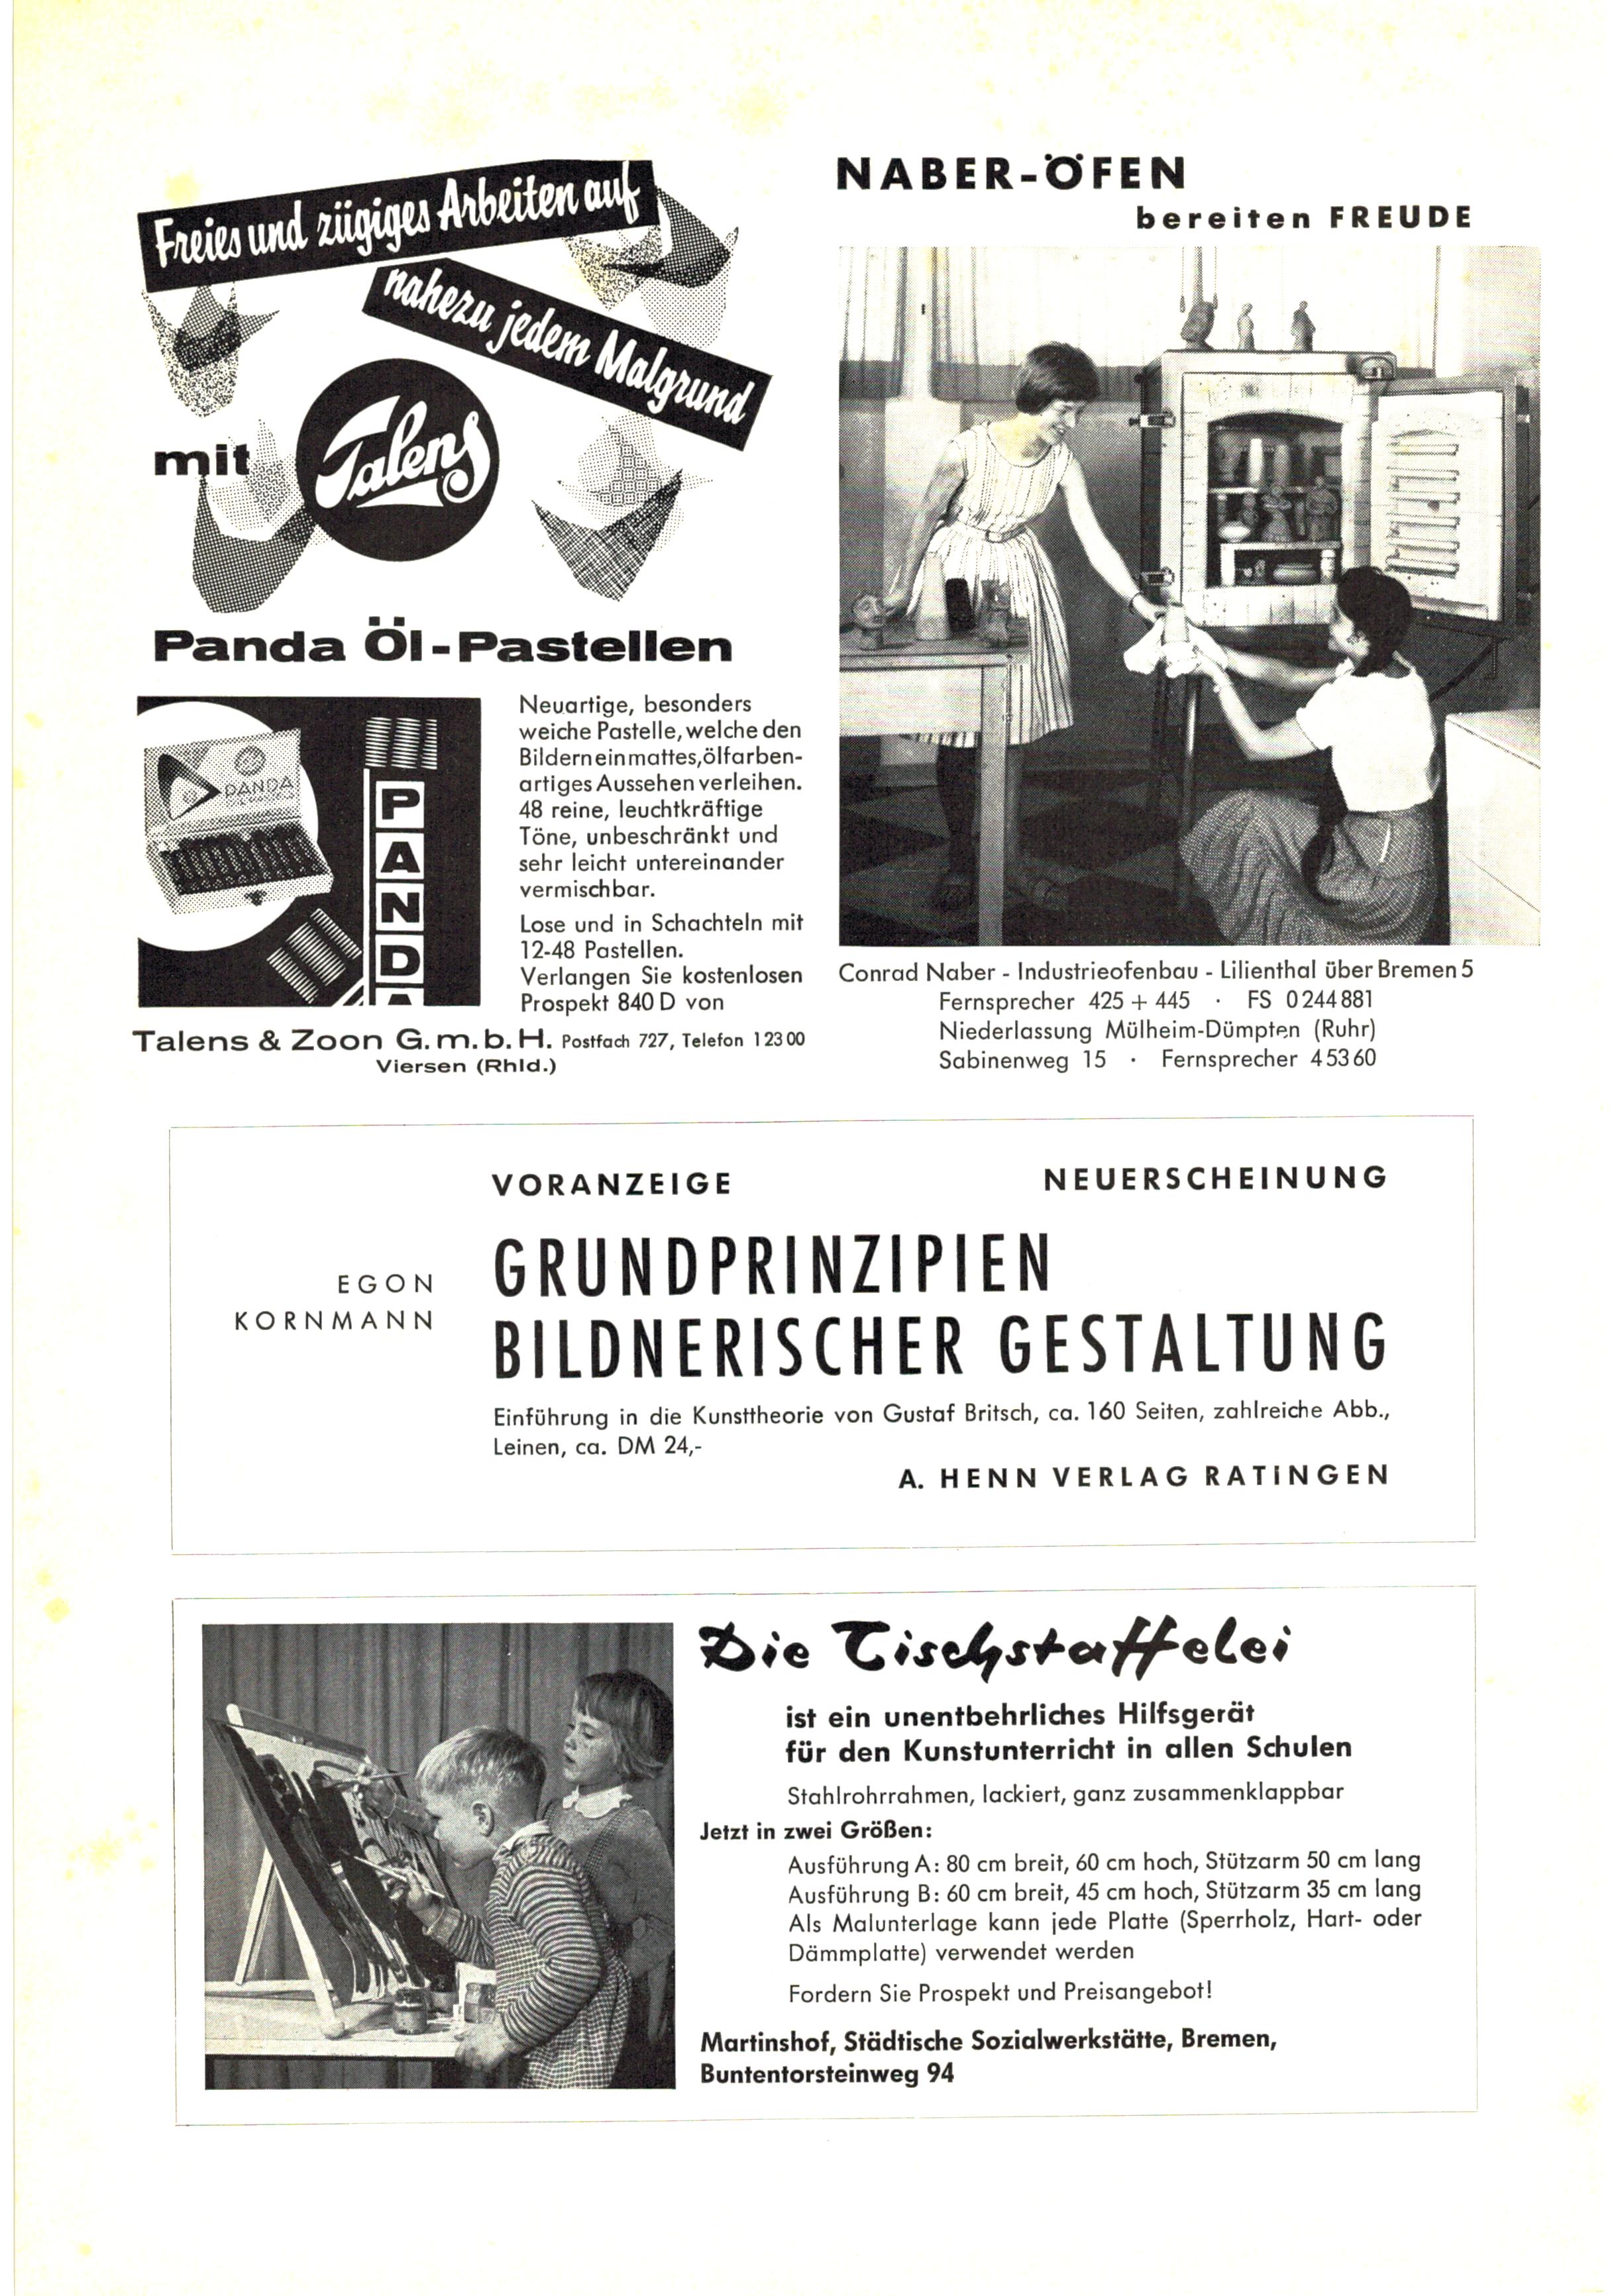 Freies und zügiges Arbeiten auf
nahezu jedem Malgrund
mit Talens
Panda Öl-Pastellen
PANDA
PANDA
Neuartige, besonders
weiche Pastelle, welche den
Bildern ein mattes, ölfarben-
artiges Aussehen verleihen.
48 reine, leuchtkräftige
Töne, unbeschränkt und
sehr leicht untereinander
vermischbar.
Lose und in Schachteln mit
12-48 Pastellen.
Verlangen Sie kostenlosen
Prospekt 840 D von
Talens & Zoon G.m.b.H. Postfach 727, Telefon 12300
Viersen (Rhld.)
NABER-ÖFEN
bereiten FREUDE
Conrad Naber - Industrieofenbau - Lilienthal über Bremen 5
Fernsprecher 425 + 445 · FS 0244881
Niederlassung Mülheim-Dümpten (Ruhr)
Sabinenweg 15 · Fernsprecher 45360
VORANZEIGE NEUERSCHEINUNG
EGON
KORNMANN
GRUNDPRINZIPIEN
BILDNERISCHER GESTALTUNG
Einführung in die Kunsttheorie von Gustaf Britsch, ca. 160 Seiten, zahlreiche Abb.,
Leinen, ca. DM 24,-
A. HENN VERLAG RATINGEN
Die Tischstaffelei
ist ein unentbehrliches Hilfsgerät
für den Kunstunterricht in allen Schulen
Stahlrohrrahmen, lackiert, ganz zusammenklappbar
Jetzt in zwei Größen:
Ausführung A: 80 cm breit, 60 cm hoch, Stützarm 50 cm lang
Ausführung B: 60 cm breit, 45 cm hoch, Stützarm 35 cm lang
Als Malunterlage kann jede Platte (Sperrholz, Hart- oder
Dämmplatte) verwendet werden
Fordern Sie Prospekt und Preisangebot!
Martinshof, Städtische Sozialwerkstätte, Bremen,
Buntentorsteinweg 94